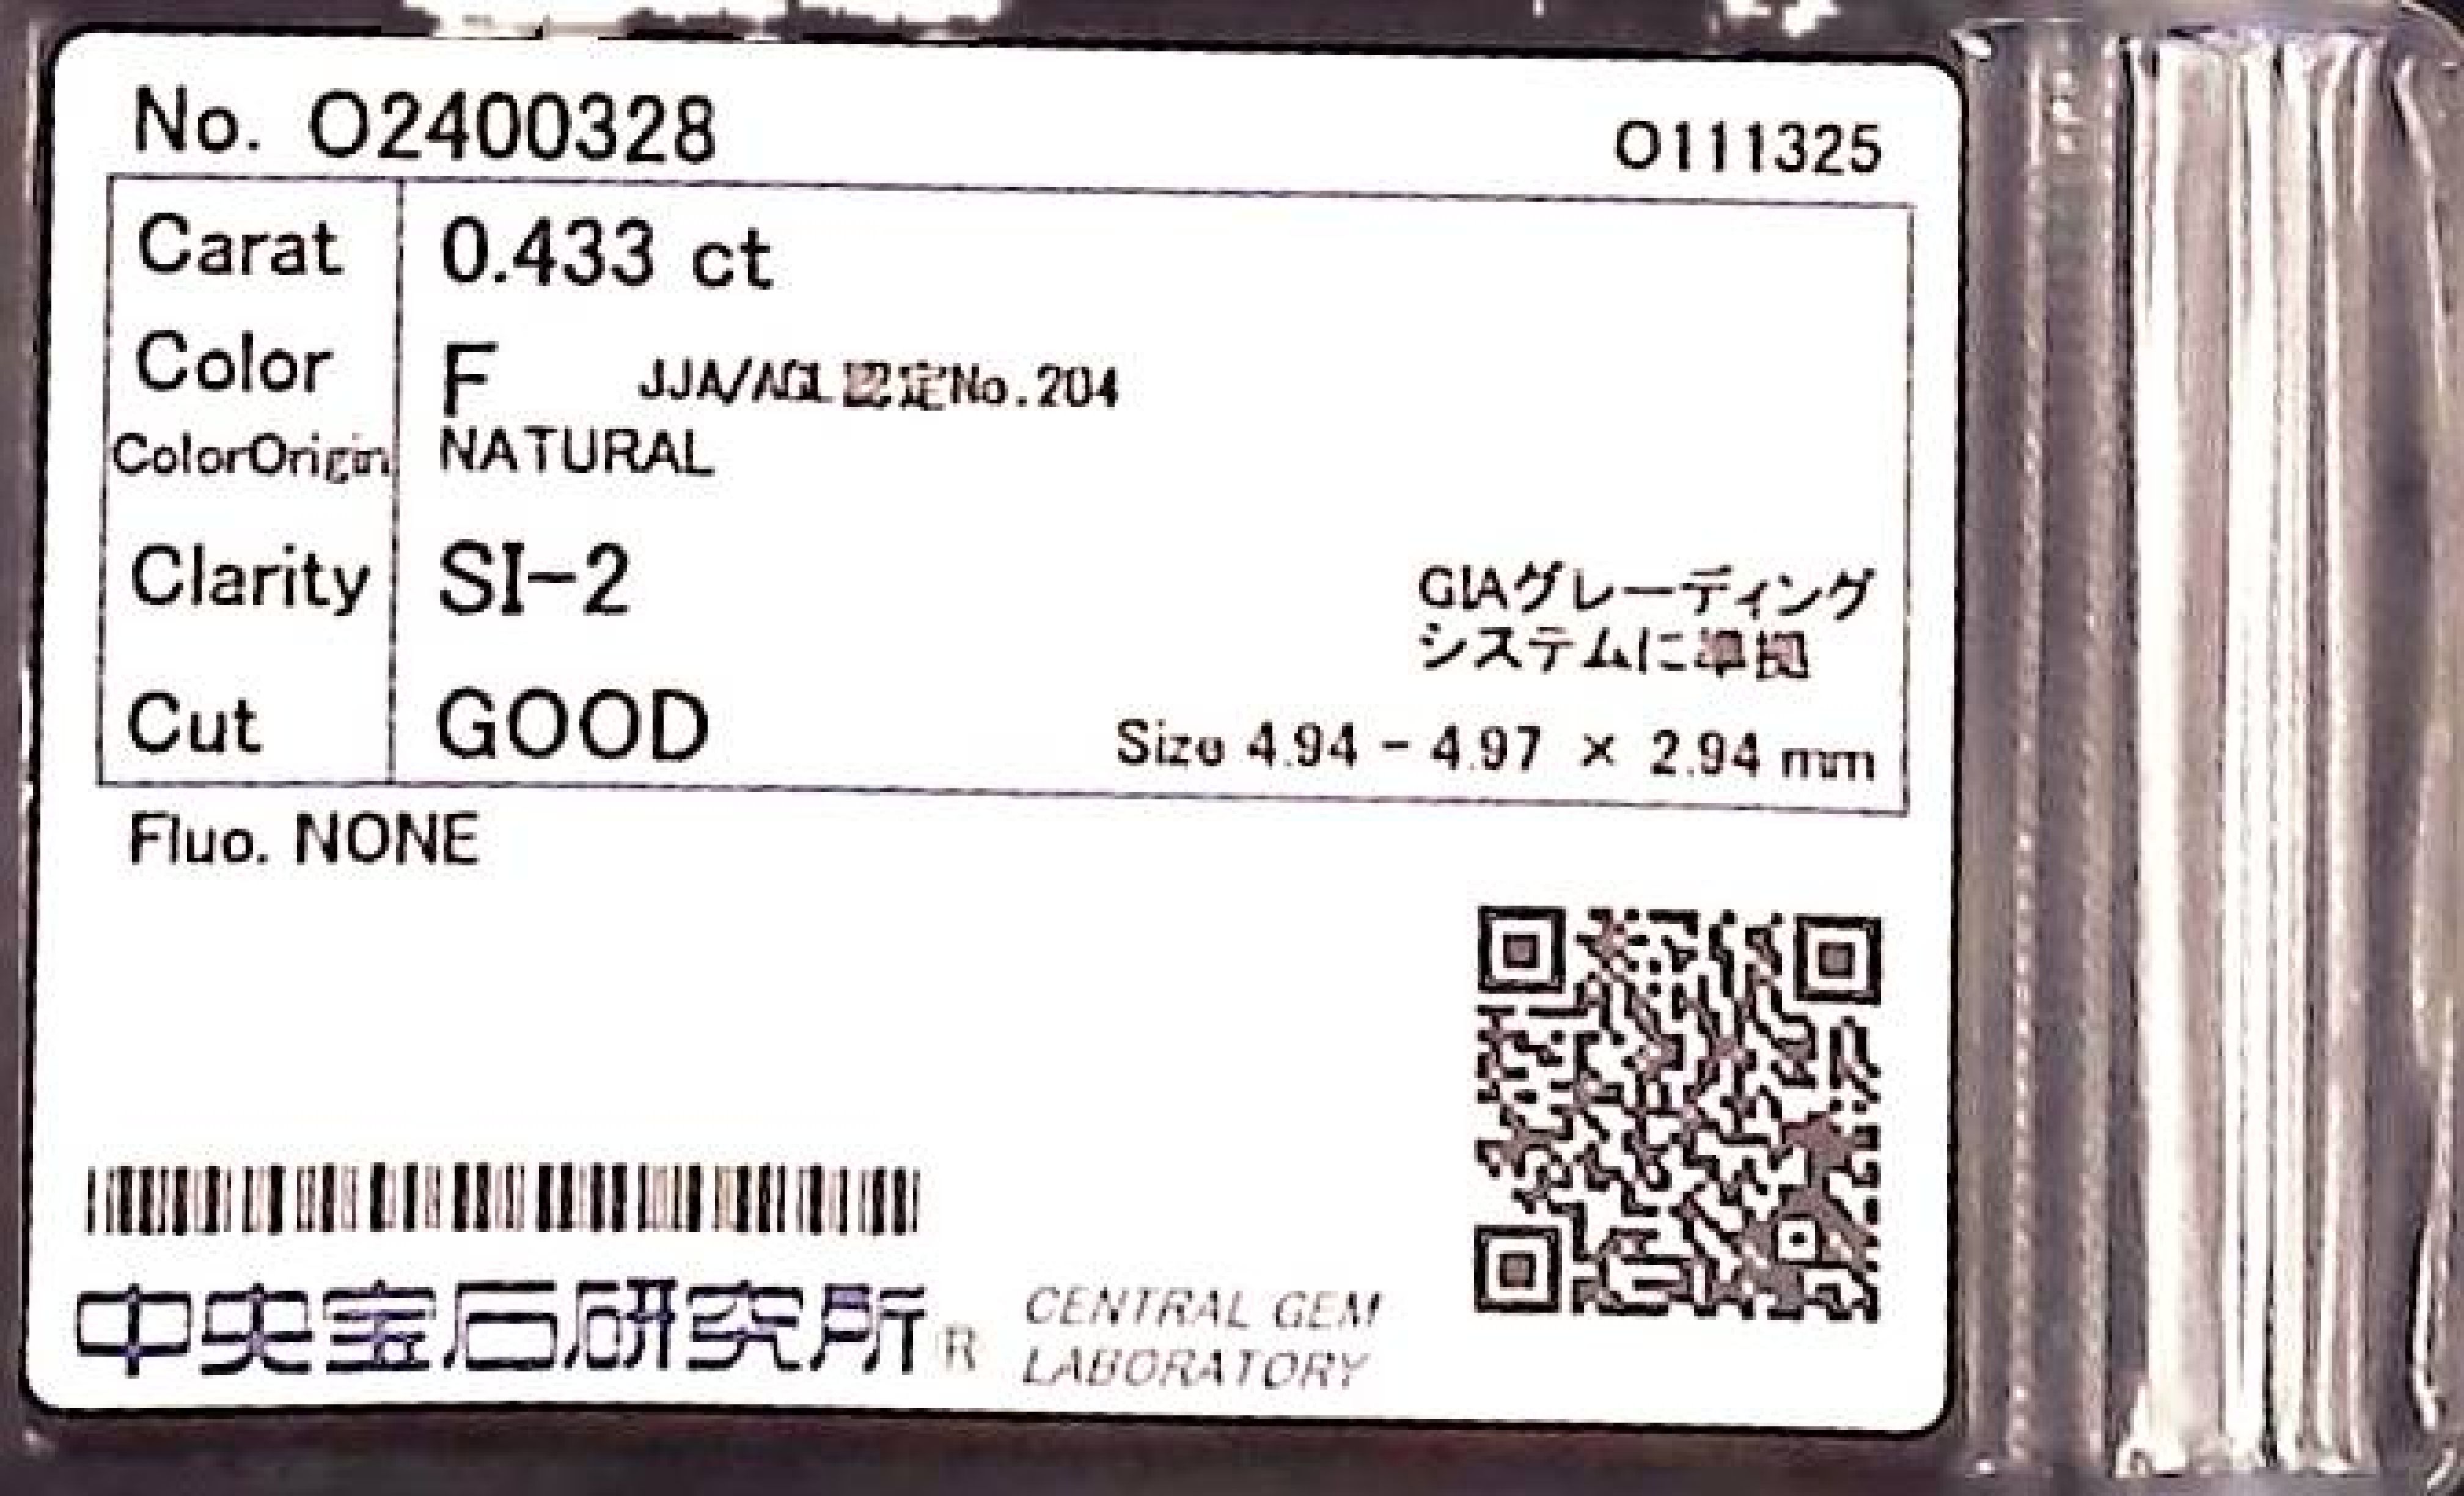 No. O2400328
O111325
Carat 0.433 ct
Color F JJA/AGL認定No.204
ColorOrigin NATURAL
Clarity SI-2
GIAグレーディング
システムに準拠
Cut GOOD
Size 4.94 - 4.97 × 2.94 mm
Fluo. NONE
中央宝石研究所R
CENTRAL GEM
LABORATORY